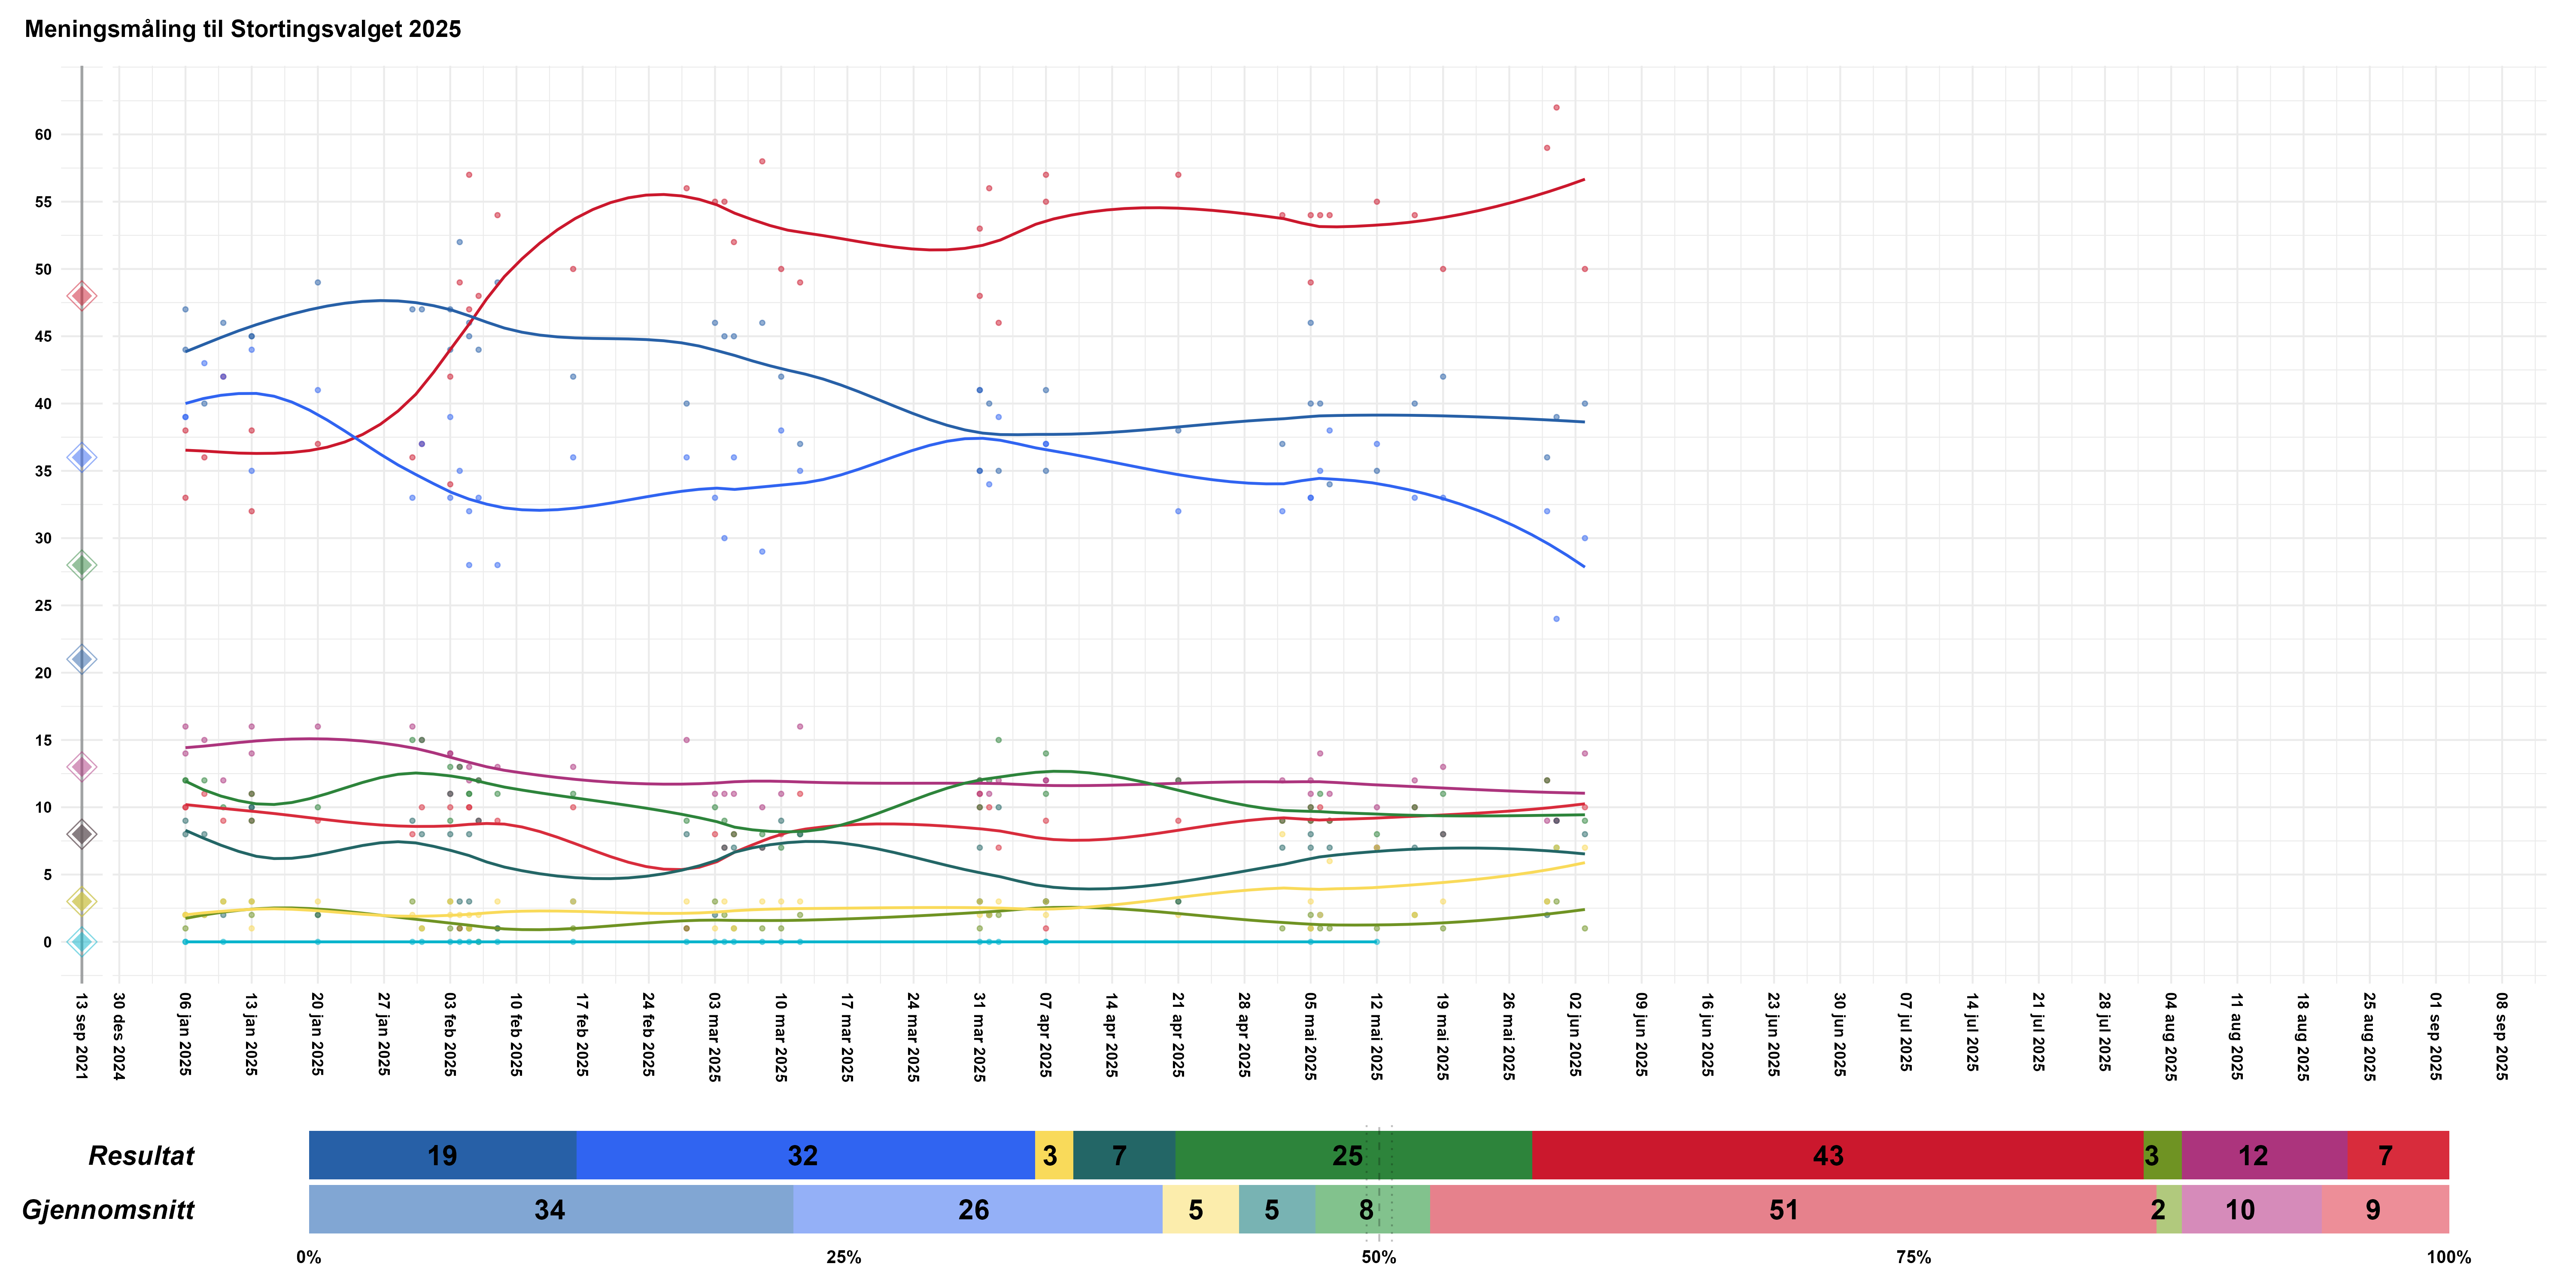 Meningsmåling til Stortingsvalget 2025
60
55
50
45
40
35
30
25
20
15
10
5
0
13 sep 2021
30 des 2024
06 jan 2025
13 jan 2025
20 jan 2025
27 jan 2025
03 feb 2025
10 feb 2025
17 feb 2025
24 feb 2025
03 mar 2025
10 mar 2025
17 mar 2025
24 mar 2025
31 mar 2025
07 apr 2025
14 apr 2025
21 apr 2025
28 apr 2025
05 mai 2025
12 mai 2025
19 mai 2025
26 mai 2025
02 jun 2025
09 jun 2025
16 jun 2025
23 jun 2025
30 jun 2025
07 jul 2025
14 jul 2025
21 jul 2025
28 jul 2025
04 aug 2025
11 aug 2025
18 aug 2025
25 aug 2025
01 sep 2025
08 sep 2025
Resultat 19 32 3 7 25 43 3 12 7
Gjennomsnitt 34 26 5 5 8 51 2 10 9
0% 25% 50% 75% 100%